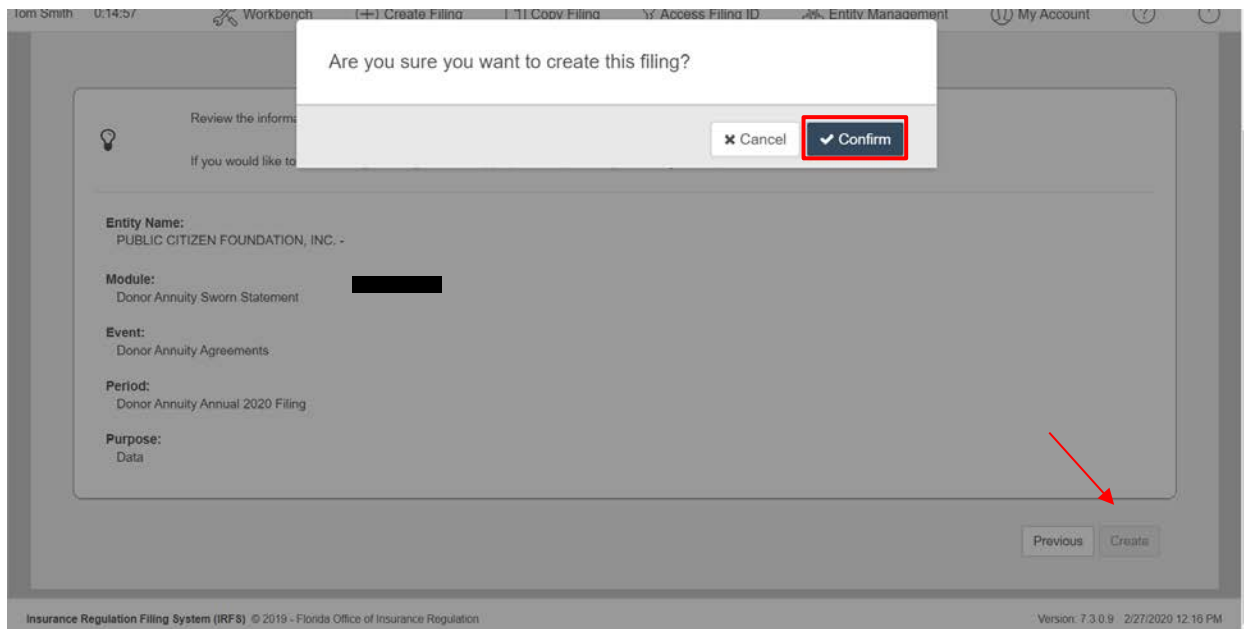 Tom Smith 0:14:57 Workbench (+) Create Filing Copy Filing Access Filing ID Entity Management My Account (?)
Are you sure you want to create this filing?
✖ Cancel ✔ Confirm
Review the informa
If you would like to
Entity Name:
PUBLIC CITIZEN FOUNDATION, INC. -
Module:
Donor Annuity Sworn Statement
Event:
Donor Annuity Agreements
Period:
Donor Annuity Annual 2020 Filing
Purpose:
Data
Previous Create
Insurance Regulation Filing System (IRFS) © 2019 - Florida Office of Insurance Regulation Version: 7.3.0.9 2/27/2020 12:16 PM